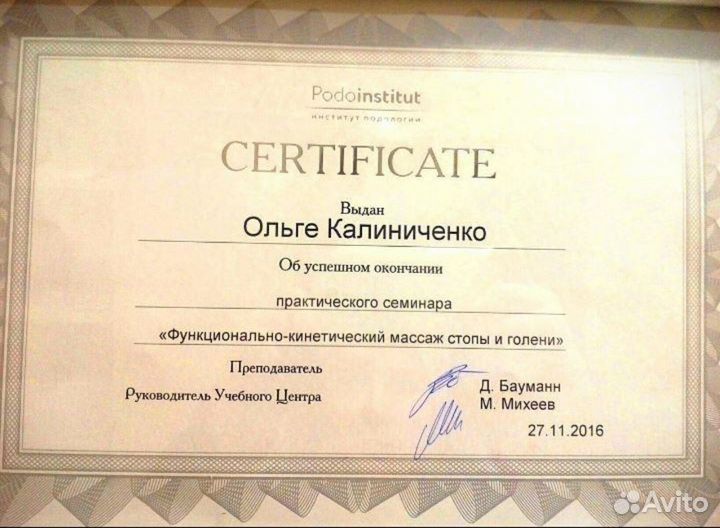 Podoinstitut
институт подологии
CERTIFICATE
Выдан
Ольге Калиниченко
Об успешном окончании
практического семинара
«Функционально-кинетический массаж стопы и голени»
Преподаватель
Д. Бауманн
Руководитель Учебного Центра
М. Михеев
27.11.2016
Avito